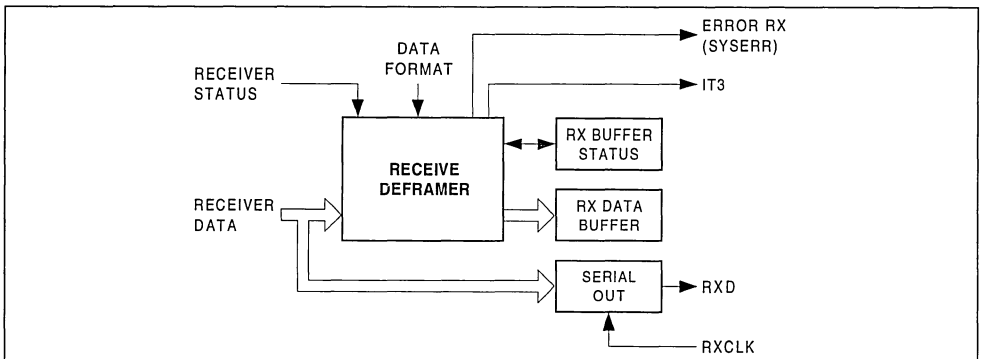 ERROR RX
(SYSERR)
DATA
FORMAT
RECEIVER
STATUS
IT3
RX BUFFER
STATUS
RECEIVE
DEFRAMER
RECEIVER
DATA
RX DATA
BUFFER
SERIAL
OUT
RXD
RXCLK